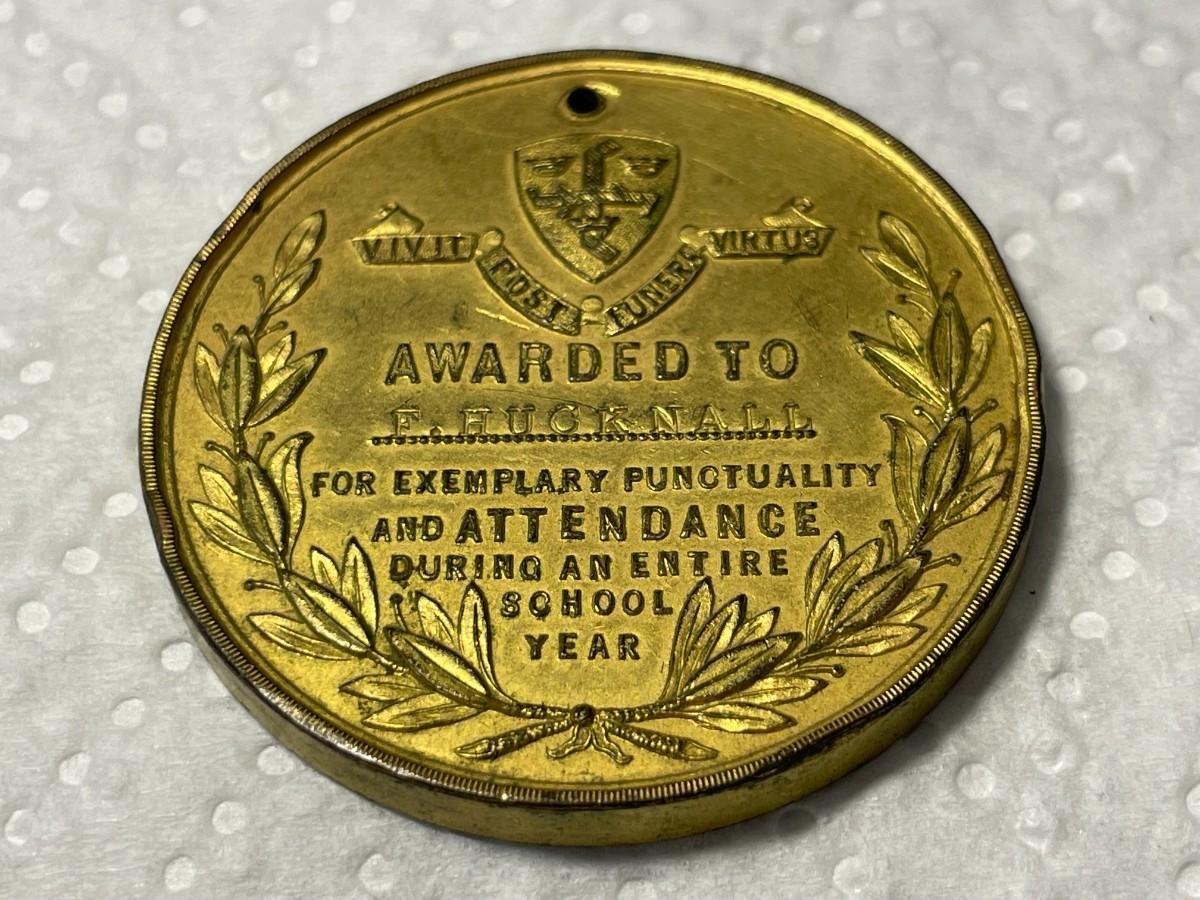 VIVIT POST FUNERA VIRTUS
AWARDED TO
F. HUCKNALL
FOR EXEMPLARY PUNCTUALITY
AND ATTENDANCE
DURING AN ENTIRE
SCHOOL
YEAR